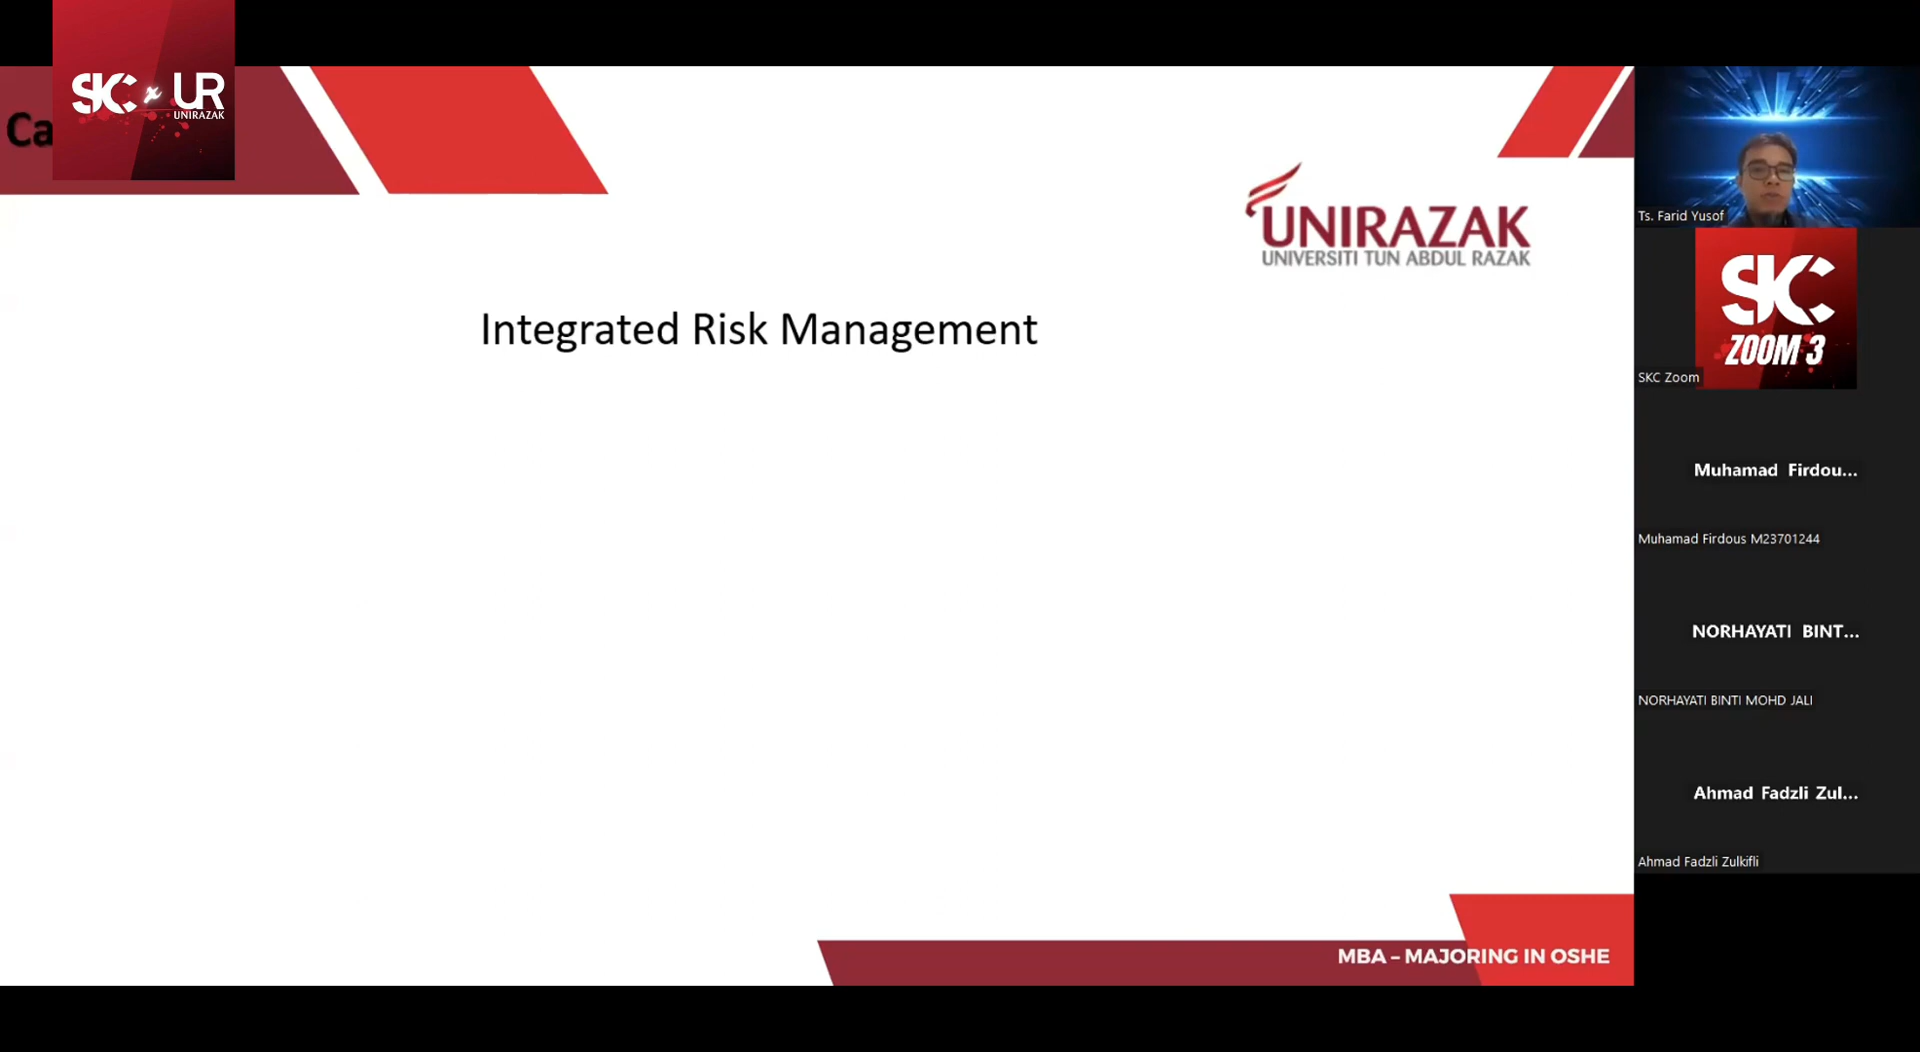 Ca
SKC x UR
UNIRAZAK
UNIRAZAK
UNIVERSITI TUN ABDUL RAZAK
Integrated Risk Management
MBA – MAJORING IN OSHE
Ts. Farid Yusof
SKC
ZOOM 3
SKC Zoom
Muhamad Firdou...
Muhamad Firdous M23701244
NORHAYATI BINT...
NORHAYATI BINTI MOHD JALI
Ahmad Fadzli Zul...
Ahmad Fadzli Zulkifli